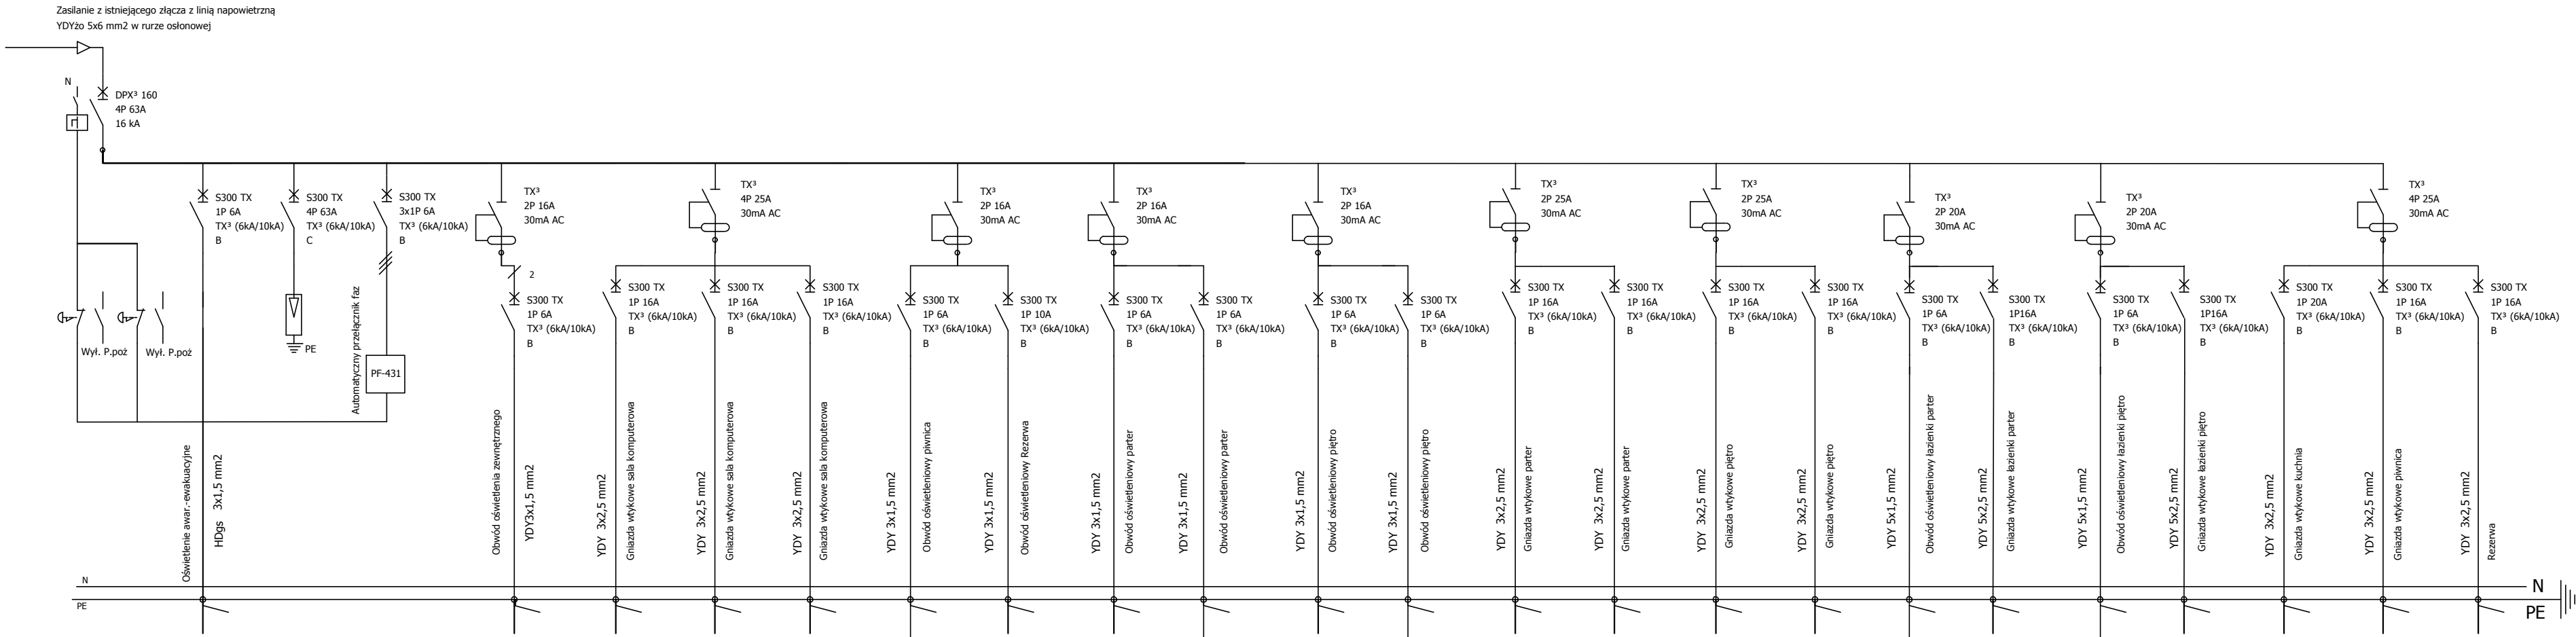 Zasilanie z istniejącego złącza z linią napowietrzną
YDYżo 5x6 mm2 w rurze osłonowej
N
DPX³ 160
4P 63A
16 kA
S300 TX
1P 6A
TX³ (6kA/10kA)
B
S300 TX
4P 63A
TX³ (6kA/10kA)
C
S300 TX
3x1P 6A
TX³ (6kA/10kA)
B
TX³
2P 16A
30mA AC
TX³
4P 25A
30mA AC
TX³
2P 16A
30mA AC
TX³
2P 16A
30mA AC
TX³
2P 16A
30mA AC
TX³
2P 25A
30mA AC
TX³
2P 25A
30mA AC
TX³
2P 20A
30mA AC
TX³
2P 20A
30mA AC
TX³
4P 25A
30mA AC
2
S300 TX
1P 6A
TX³ (6kA/10kA)
B
S300 TX
1P 16A
TX³ (6kA/10kA)
B
S300 TX
1P 16A
TX³ (6kA/10kA)
B
S300 TX
1P 16A
TX³ (6kA/10kA)
B
S300 TX
1P 6A
TX³ (6kA/10kA)
B
S300 TX
1P 10A
TX³ (6kA/10kA)
B
S300 TX
1P 6A
TX³ (6kA/10kA)
B
S300 TX
1P 6A
TX³ (6kA/10kA)
B
S300 TX
1P 6A
TX³ (6kA/10kA)
B
S300 TX
1P 6A
TX³ (6kA/10kA)
B
S300 TX
1P 16A
TX³ (6kA/10kA)
B
S300 TX
1P 16A
TX³ (6kA/10kA)
B
S300 TX
1P 16A
TX³ (6kA/10kA)
B
S300 TX
1P 16A
TX³ (6kA/10kA)
B
S300 TX
1P 6A
TX³ (6kA/10kA)
B
S300 TX
1P16A
TX³ (6kA/10kA)
B
S300 TX
1P 6A
TX³ (6kA/10kA)
B
S300 TX
1P16A
TX³ (6kA/10kA)
B
S300 TX
1P 20A
TX³ (6kA/10kA)
B
S300 TX
1P 16A
TX³ (6kA/10kA)
B
S300 TX
1P 16A
TX³ (6kA/10kA)
B
Wył. P.poż
Wył. P.poż
PE
Automatyczny przełącznik faz
PF-431
Oświetlenie awar.-ewakuacyjne
HDgs 3x1,5 mm2
Obwód oświetlenia zewnętrznego
YDY3x1,5 mm2
YDY 3x2,5 mm2
Gniazda wtykowe sala komputerowa
YDY 3x2,5 mm2
Gniazda wtykowe sala komputerowa
YDY 3x2,5 mm2
Gniazda wtykowe sala komputerowa
YDY 3x1,5 mm2
Obwód oświetleniowy piwnica
YDY 3x1,5 mm2
Obwód oświetleniowy Rezerwa
YDY 3x1,5 mm2
Obwód oświetleniowy parter
YDY 3x1,5 mm2
Obwód oświetleniowy parter
YDY 3x1,5 mm2
Obwód oświetleniowy piętro
YDY 3x1,5 mm2
Obwód oświetleniowy piętro
YDY 3x2,5 mm2
Gniazda wtykowe parter
YDY 3x2,5 mm2
Gniazda wtykowe parter
YDY 3x2,5 mm2
Gniazda wtykowe piętro
YDY 3x2,5 mm2
Gniazda wtykowe piętro
YDY 5x1,5 mm2
Obwód oświetleniowy łazienki parter
YDY 5x2,5 mm2
Gniazda wtykowe łazienki parter
YDY 5x1,5 mm2
Obwód oświetleniowy łazienki piętro
YDY 5x2,5 mm2
Gniazda wtykowe łazienki piętro
YDY 3x2,5 mm2
Gniazda wtykowe kuchnia
YDY 3x2,5 mm2
Gniazda wtykowe piwnica
YDY 3x2,5 mm2
Rezerwa
N
PE
N
PE